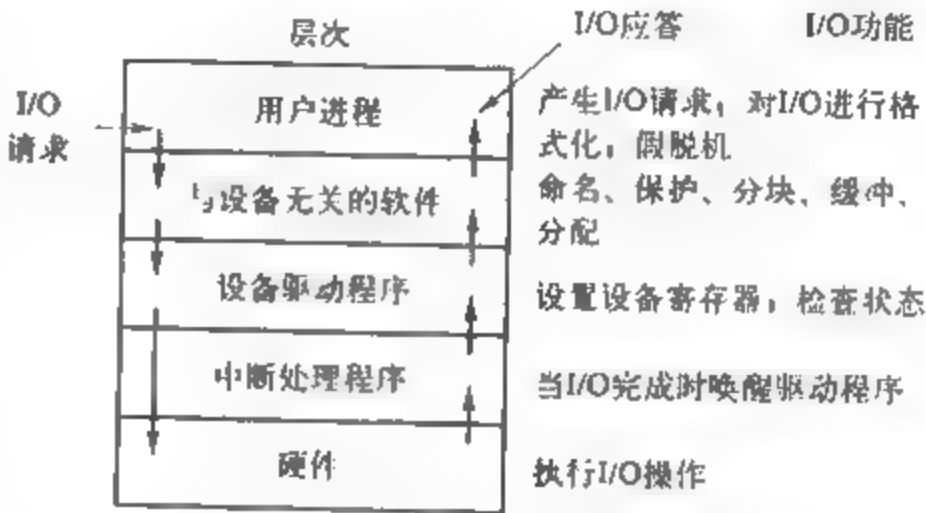 层次
I/O应答
I/O功能
I/O
请求
用户进程
产生I/O请求；对I/O进行格
式化；假脱机
与设备无关的软件
命名、保护、分块、缓冲、
分配
设备驱动程序
设置设备寄存器；检查状态
中断处理程序
当I/O完成时唤醒驱动程序
硬件
执行I/O操作